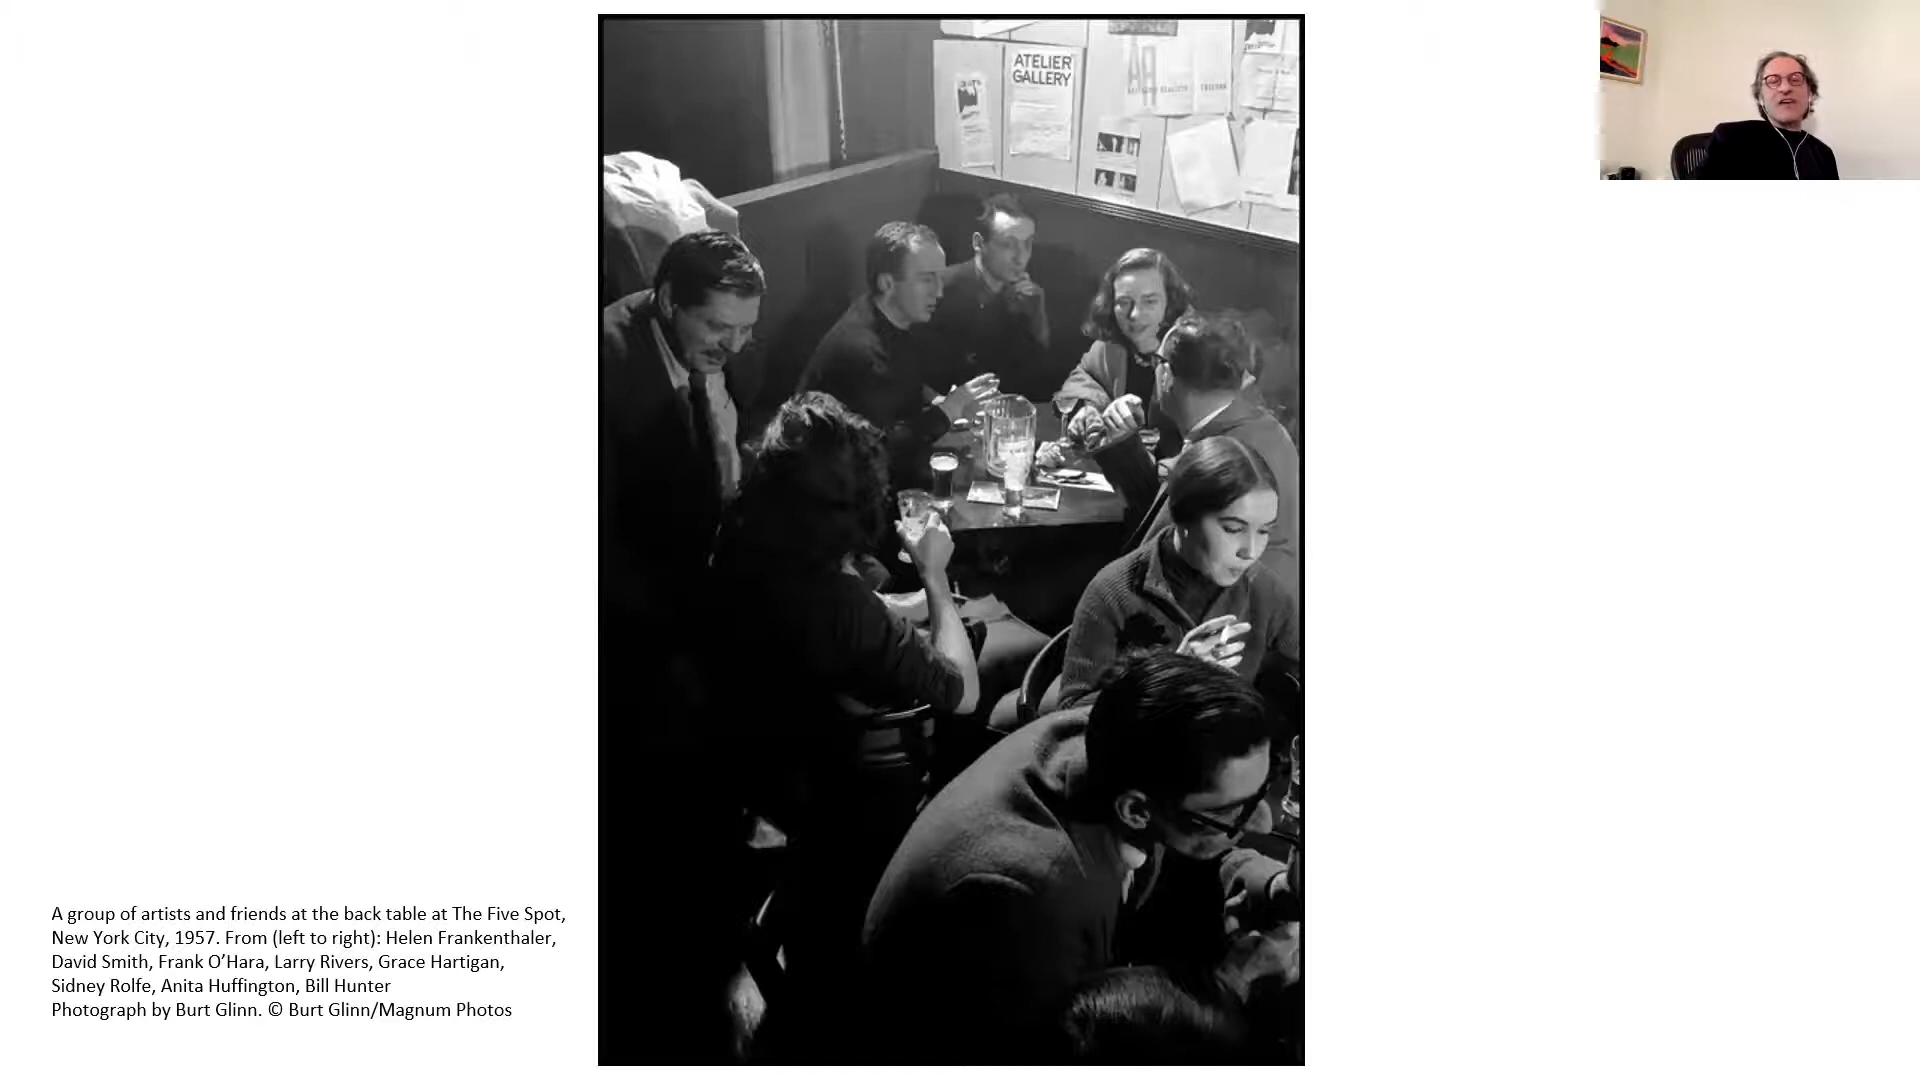 ATELIER
GALLERY
A group of artists and friends at the back table at The Five Spot,
New York City, 1957. From (left to right): Helen Frankenthaler,
David Smith, Frank O’Hara, Larry Rivers, Grace Hartigan,
Sidney Rolfe, Anita Huffington, Bill Hunter
Photograph by Burt Glinn. © Burt Glinn/Magnum Photos